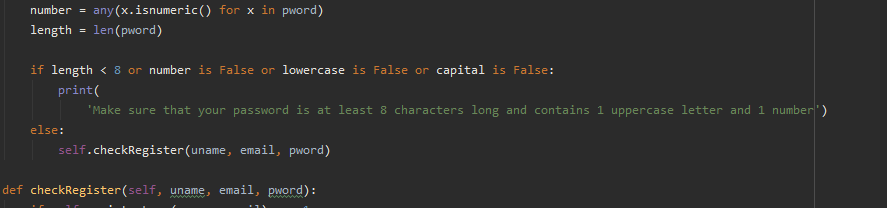 number = any(x.isnumeric() for x in pword)
length = len(pword)
if length < 8 or number is False or lowercase is False or capital is False:
print(
'Make sure that your password is at least 8 characters long and contains 1 uppercase letter and 1 number')
else:
self.checkRegister(uname, email, pword)
def checkRegister(self, uname, email, pword):